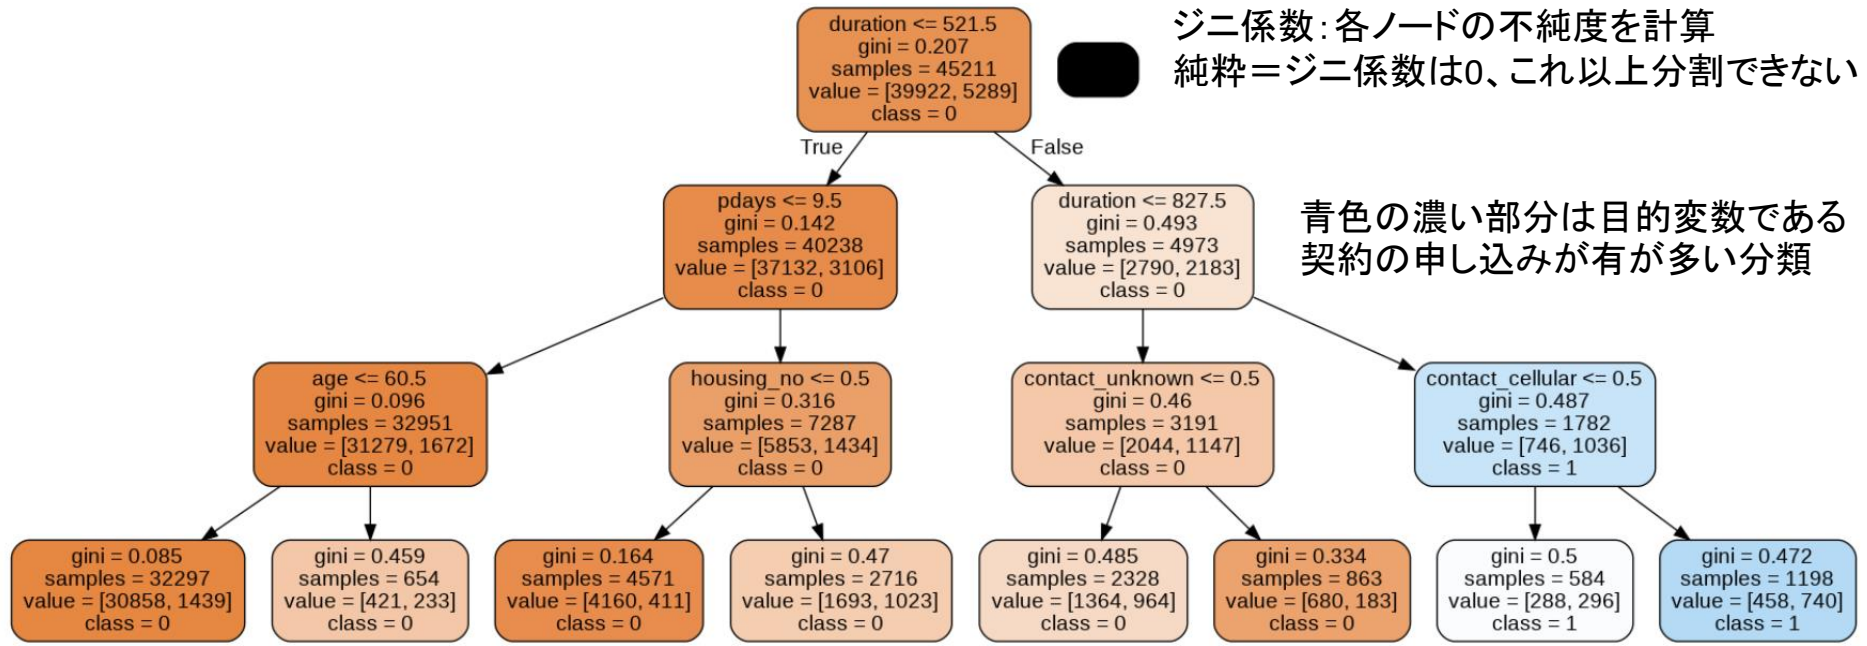 duration <= 521.5
gini = 0.207
samples = 45211
value = [39922, 5289]
class = 0
ジニ係数：各ノードの不純度を計算
純粋＝ジニ係数は0、これ以上分割できない
True
False
pdays <= 9.5
gini = 0.142
samples = 40238
value = [37132, 3106]
class = 0
duration <= 827.5
gini = 0.493
samples = 4973
value = [2790, 2183]
class = 0
青色の濃い部分は目的変数である
契約の申し込みが有が多い分類
age <= 60.5
gini = 0.096
samples = 32951
value = [31279, 1672]
class = 0
housing_no <= 0.5
gini = 0.316
samples = 7287
value = [5853, 1434]
class = 0
contact_unknown <= 0.5
gini = 0.46
samples = 3191
value = [2044, 1147]
class = 0
contact_cellular <= 0.5
gini = 0.487
samples = 1782
value = [746, 1036]
class = 1
gini = 0.085
samples = 32297
value = [30858, 1439]
class = 0
gini = 0.459
samples = 654
value = [421, 233]
class = 0
gini = 0.164
samples = 4571
value = [4160, 411]
class = 0
gini = 0.47
samples = 2716
value = [1693, 1023]
class = 0
gini = 0.485
samples = 2328
value = [1364, 964]
class = 0
gini = 0.334
samples = 863
value = [680, 183]
class = 0
gini = 0.5
samples = 584
value = [288, 296]
class = 1
gini = 0.472
samples = 1198
value = [458, 740]
class = 1